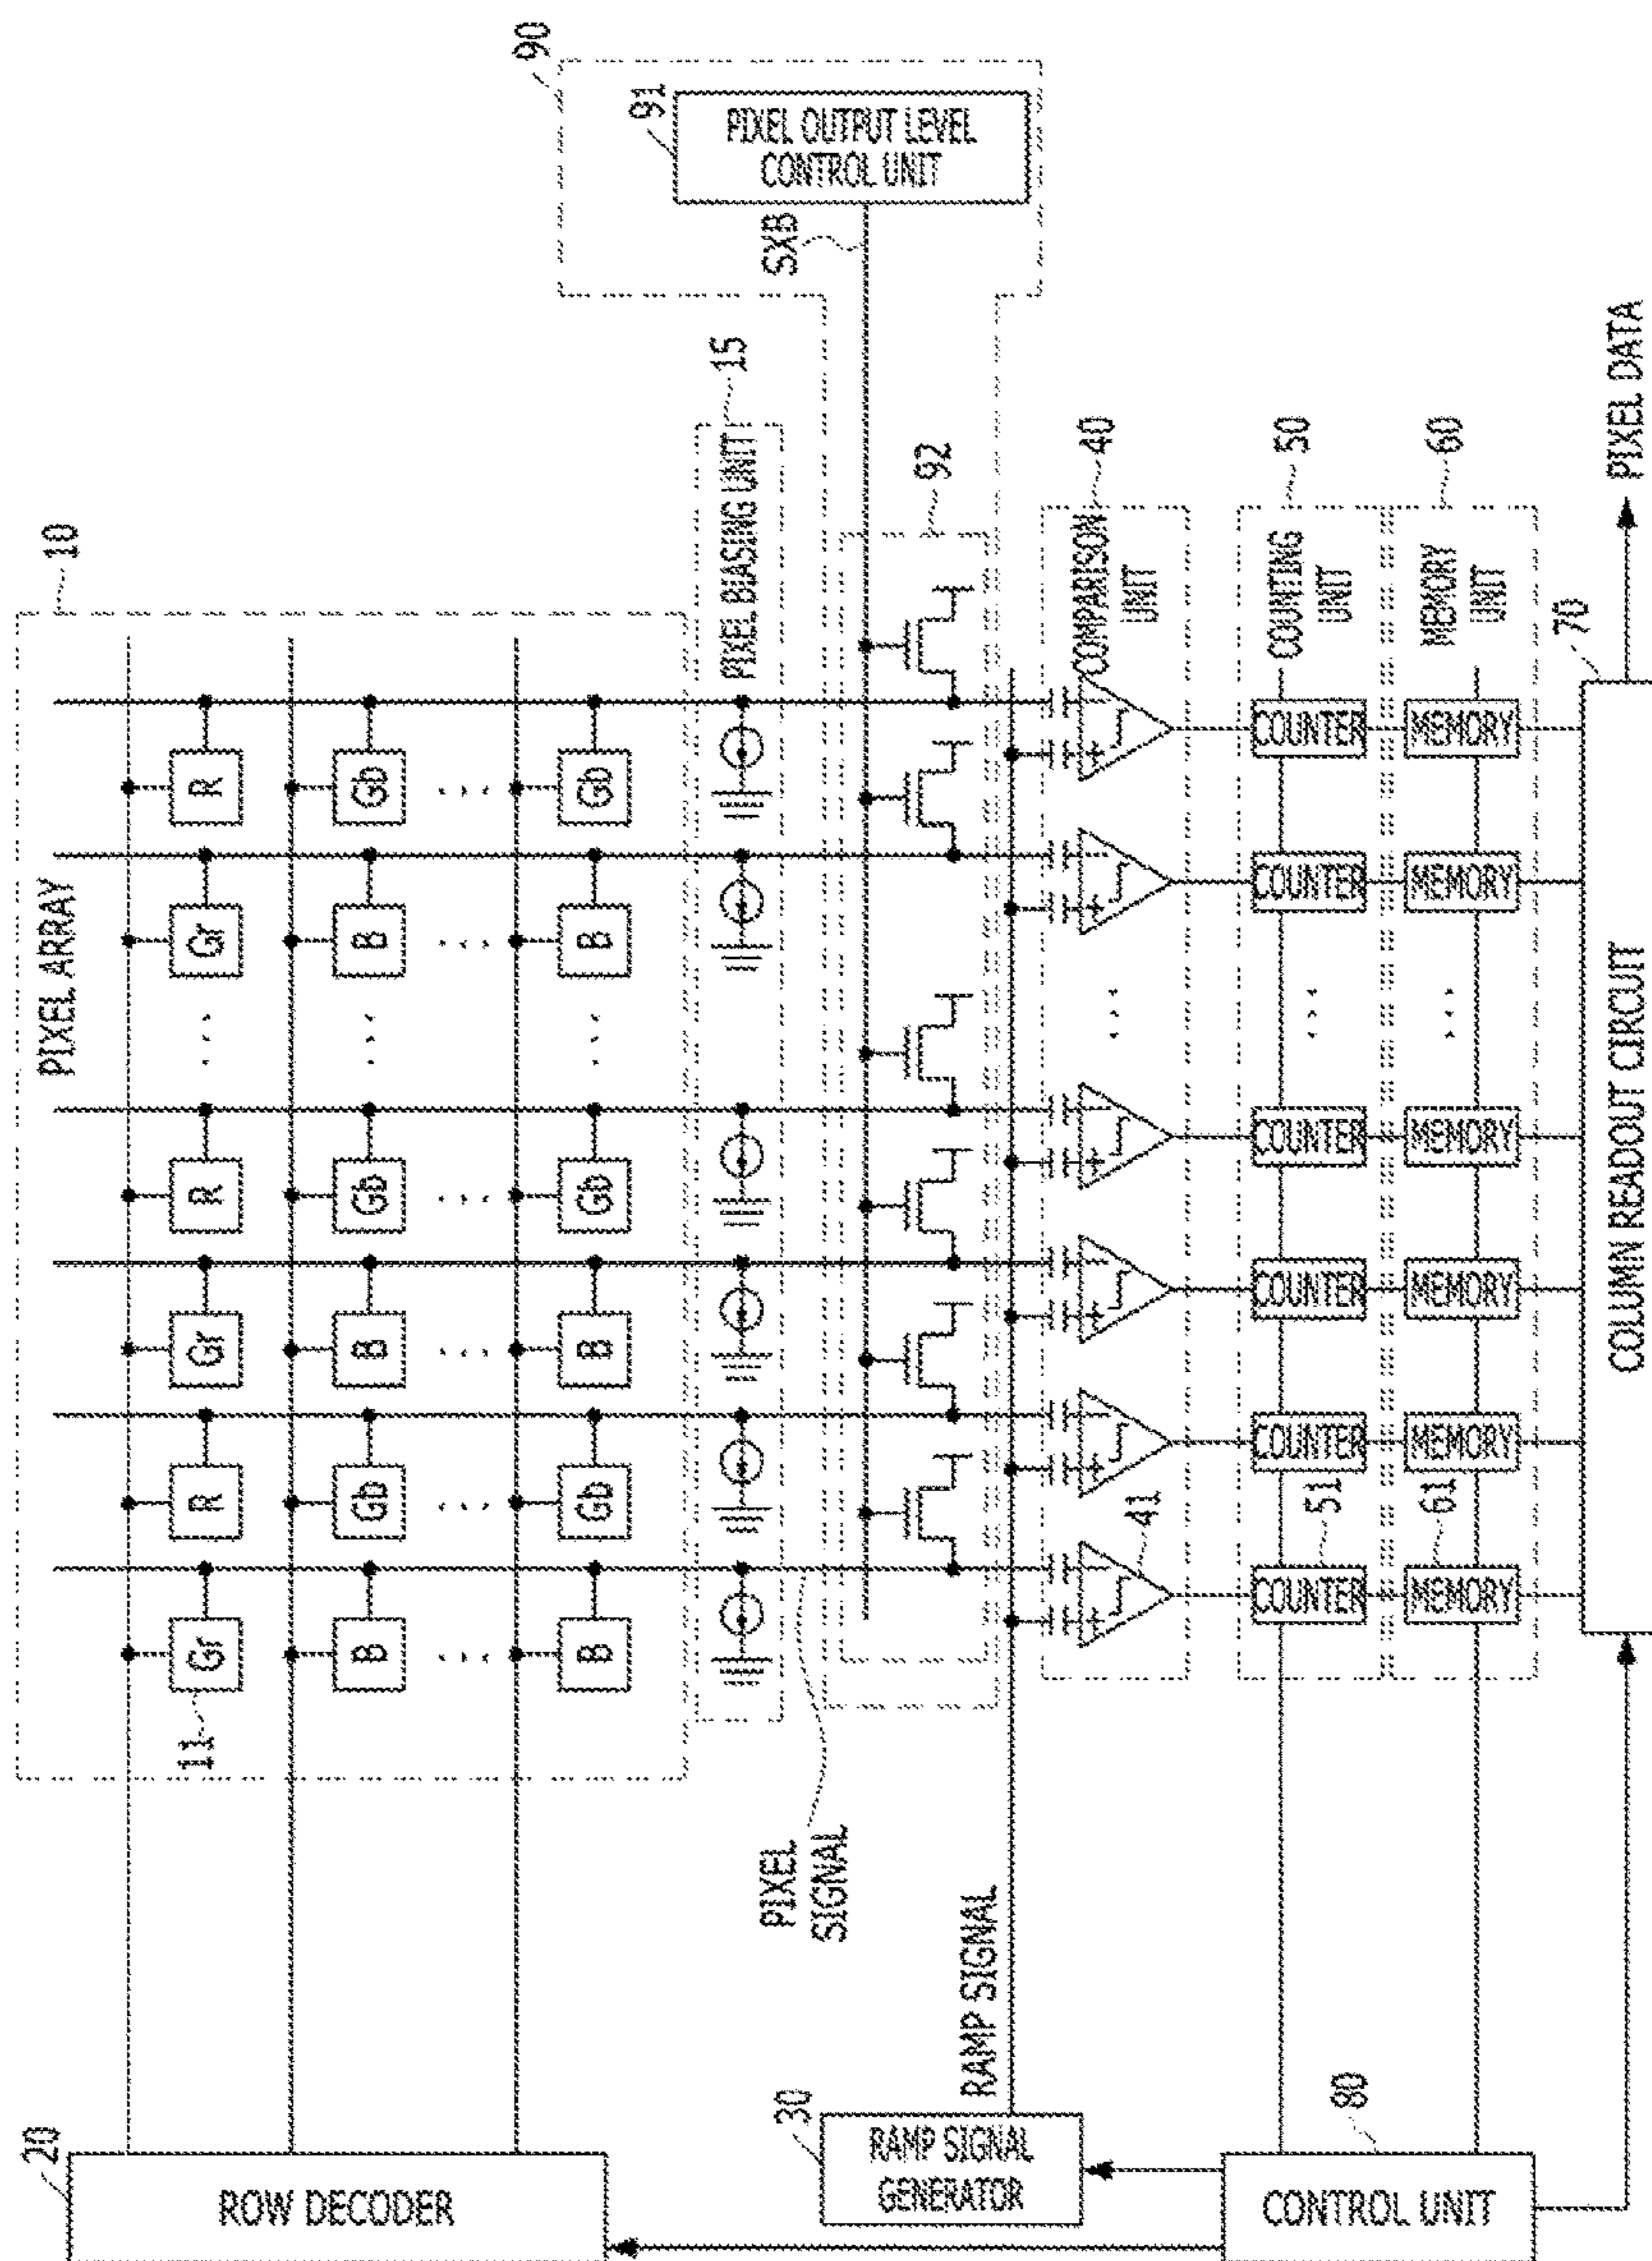 10
PIXEL ARRAY
20
ROW DECODER
11
Gr
R
Gr
R
...
Gr
R
B
Gb
B
Gb
...
B
Gb
... ... ... ... ... ...
B
Gb
B
Gb
...
B
Gb
PIXEL BIASING UNIT
15
90
91
PIXEL OUTPUT LEVEL
CONTROL UNIT
SXB
PIXEL
SIGNAL
92
30
RAMP SIGNAL
GENERATOR
RAMP SIGNAL
40
COMPARISON
UNIT
+
+
+
+
+
+
41
...
50
COUNTING
UNIT
COUNTER
COUNTER
COUNTER
COUNTER
...
COUNTER
COUNTER
51
60
MEMORY
UNIT
MEMORY
MEMORY
MEMORY
MEMORY
...
MEMORY
MEMORY
61
80
CONTROL UNIT
70
COLUMN READOUT CIRCUIT
PIXEL DATA